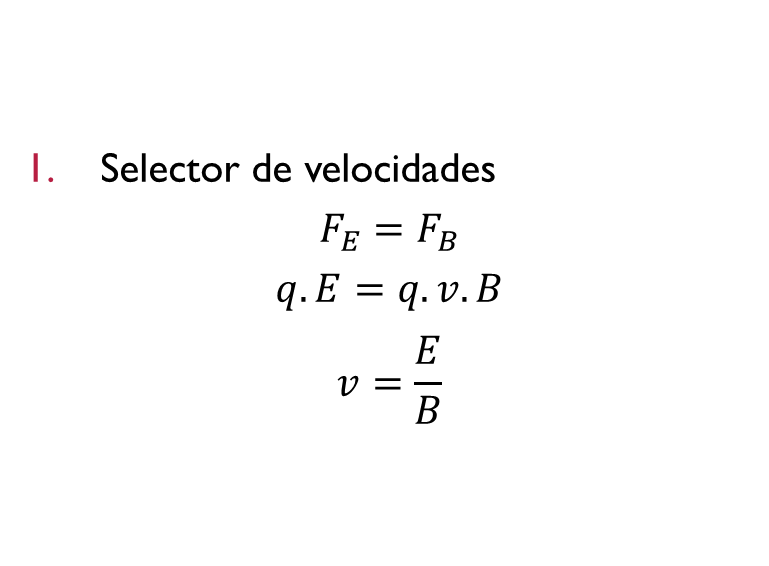 1. Selector de velocidades
F_E = F_B
q. E = q. v. B
v = E/B